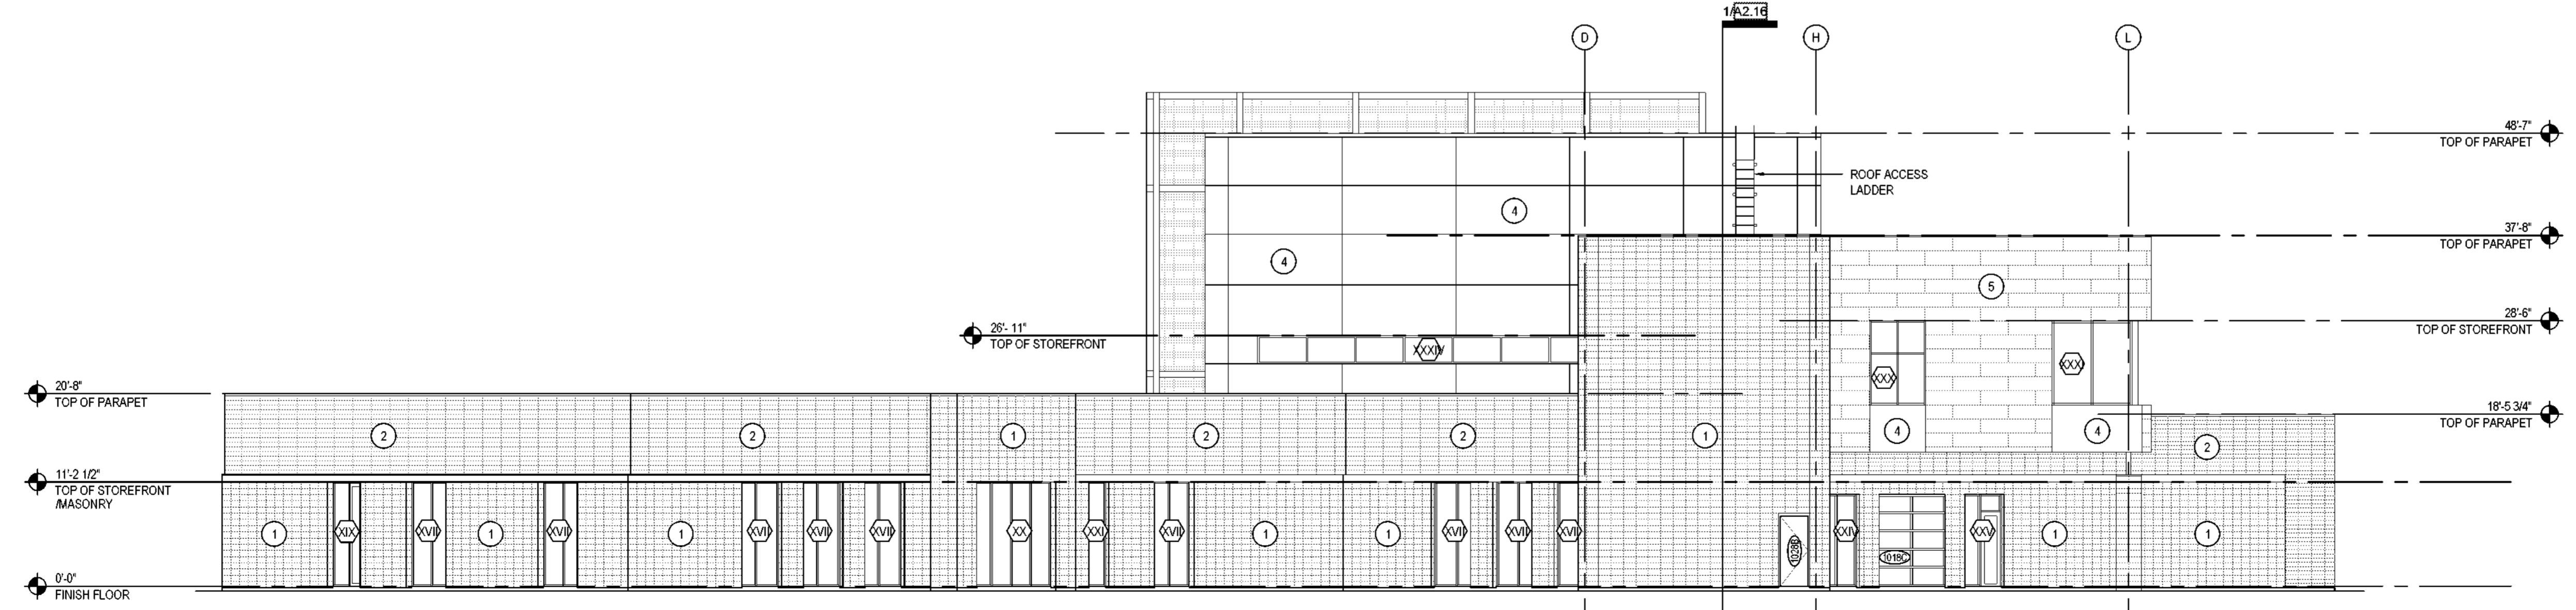 1/A2.16
D
H
L
48'-7"
TOP OF PARAPET
ROOF ACCESS
LADDER
4
37'-8"
TOP OF PARAPET
4
5
28'-6"
TOP OF STOREFRONT
26'- 11"
TOP OF STOREFRONT
XXXIV
XXX
XXXI
20'-8"
TOP OF PARAPET
18'-5 3/4"
TOP OF PARAPET
2
2
1
2
2
1
4
4
2
11'-2 1/2"
TOP OF STOREFRONT
/MASONRY
1
XIX
XVII
1
XVII
1
XVII
XVII
XVII
XX
XXI
XVII
1
1
XVII
XVII
XVII
1028B
XXIV
1018C
XXV
1
1
0'-0"
FINISH FLOOR